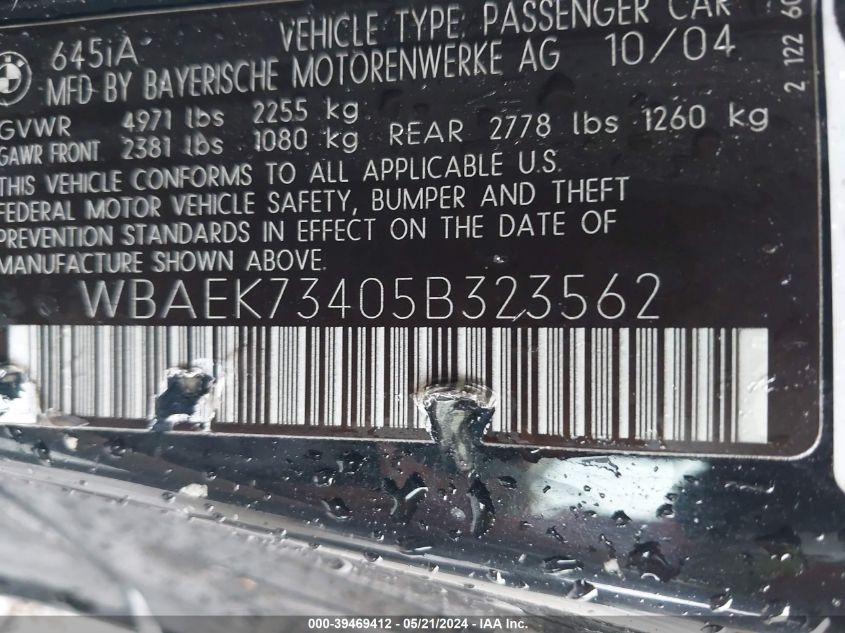 645iA VEHICLE TYPE: PASSENGER CAR
MFD BY BAYERISCHE MOTORENWERKE AG 10/04
GVWR 4971 lbs 2255 kg
GAWR FRONT 2381 lbs 1080 kg REAR 2778 lbs 1260 kg
THIS VEHICLE CONFORMS TO ALL APPLICABLE U.S.
FEDERAL MOTOR VEHICLE SAFETY, BUMPER AND THEFT
PREVENTION STANDARDS IN EFFECT ON THE DATE OF
MANUFACTURE SHOWN ABOVE.
WBAEK73405B323562
2 122 60
000-39469412 - 05/21/2024 - IAA Inc.